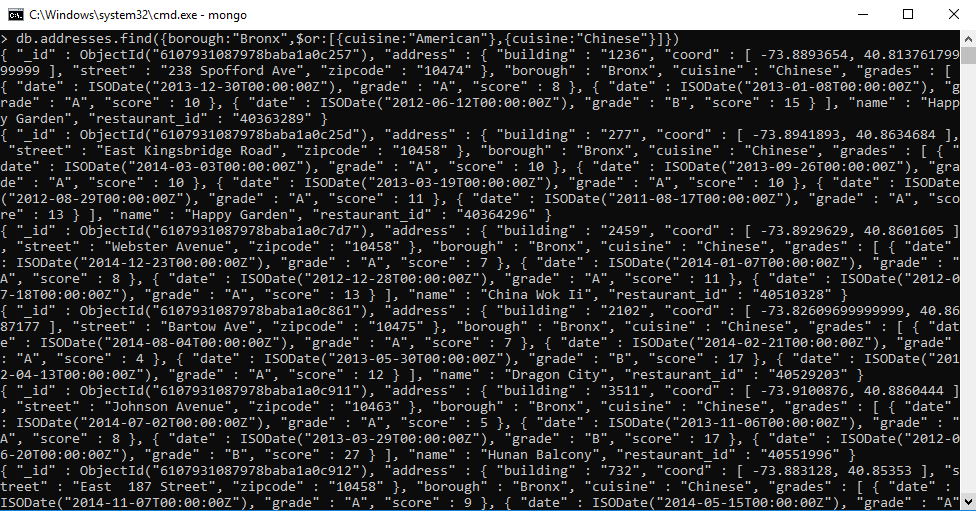 C:\Windows\system32\cmd.exe - mongo
> db.addresses.find({borough:"Bronx",$or:[{cuisine:"American"},{cuisine:"Chinese"}]})
{ "_id" : ObjectId("6107931087978baba1a0c257"), "address" : { "building" : "1236", "coord" : [ -73.8893654, 40.813761799
99999 ], "street" : "238 Spofford Ave", "zipcode" : "10474" }, "borough" : "Bronx", "cuisine" : "Chinese", "grades" : [
{ "date" : ISODate("2013-12-30T00:00:00Z"), "grade" : "A", "score" : 8 }, { "date" : ISODate("2013-01-08T00:00:00Z"), "g
rade" : "A", "score" : 10 }, { "date" : ISODate("2012-06-12T00:00:00Z"), "grade" : "B", "score" : 15 } ], "name" : "Happ
y Garden", "restaurant_id" : "40363289" }
{ "_id" : ObjectId("6107931087978baba1a0c25d"), "address" : { "building" : "277", "coord" : [ -73.8941893, 40.8634684 ],
"street" : "East Kingsbridge Road", "zipcode" : "10458" }, "borough" : "Bronx", "cuisine" : "Chinese", "grades" : [ { "
date" : ISODate("2014-03-03T00:00:00Z"), "grade" : "A", "score" : 10 }, { "date" : ISODate("2013-09-26T00:00:00Z"), "gra
de" : "A", "score" : 10 }, { "date" : ISODate("2013-03-19T00:00:00Z"), "grade" : "A", "score" : 10 }, { "date" : ISODate
("2012-08-29T00:00:00Z"), "grade" : "A", "score" : 11 }, { "date" : ISODate("2011-08-17T00:00:00Z"), "grade" : "A", "sco
re" : 13 } ], "name" : "Happy Garden", "restaurant_id" : "40364296" }
{ "_id" : ObjectId("6107931087978baba1a0c7d7"), "address" : { "building" : "2459", "coord" : [ -73.8929629, 40.8601605 ]
, "street" : "Webster Avenue", "zipcode" : "10458" }, "borough" : "Bronx", "cuisine" : "Chinese", "grades" : [ { "date"
: ISODate("2014-12-23T00:00:00Z"), "grade" : "A", "score" : 7 }, { "date" : ISODate("2014-01-07T00:00:00Z"), "grade" : "
A", "score" : 8 }, { "date" : ISODate("2012-12-28T00:00:00Z"), "grade" : "A", "score" : 11 }, { "date" : ISODate("2012-0
7-18T00:00:00Z"), "grade" : "A", "score" : 13 } ], "name" : "China Wok Ii", "restaurant_id" : "40510328" }
{ "_id" : ObjectId("6107931087978baba1a0c861"), "address" : { "building" : "2102", "coord" : [ -73.82609699999999, 40.86
87177 ], "street" : "Bartow Ave", "zipcode" : "10475" }, "borough" : "Bronx", "cuisine" : "Chinese", "grades" : [ { "dat
e" : ISODate("2014-08-04T00:00:00Z"), "grade" : "A", "score" : 7 }, { "date" : ISODate("2014-02-21T00:00:00Z"), "grade"
: "A", "score" : 4 }, { "date" : ISODate("2013-05-30T00:00:00Z"), "grade" : "B", "score" : 17 }, { "date" : ISODate("201
2-04-13T00:00:00Z"), "grade" : "A", "score" : 12 } ], "name" : "Dragon City", "restaurant_id" : "40529203" }
{ "_id" : ObjectId("6107931087978baba1a0c911"), "address" : { "building" : "3511", "coord" : [ -73.9100876, 40.8860444 ]
, "street" : "Johnson Avenue", "zipcode" : "10463" }, "borough" : "Bronx", "cuisine" : "Chinese", "grades" : [ { "date"
: ISODate("2014-07-02T00:00:00Z"), "grade" : "A", "score" : 5 }, { "date" : ISODate("2013-11-06T00:00:00Z"), "grade" : "
A", "score" : 8 }, { "date" : ISODate("2013-03-29T00:00:00Z"), "grade" : "B", "score" : 17 }, { "date" : ISODate("2012-0
6-20T00:00:00Z"), "grade" : "B", "score" : 27 } ], "name" : "Hunan Balcony", "restaurant_id" : "40551996" }
{ "_id" : ObjectId("6107931087978baba1a0c912"), "address" : { "building" : "732", "coord" : [ -73.883128, 40.85353 ], "s
treet" : "East  187 Street", "zipcode" : "10458" }, "borough" : "Bronx", "cuisine" : "Chinese", "grades" : [ { "date" :
ISODate("2014-11-07T00:00:00Z"), "grade" : "A", "score" : 9 }, { "date" : ISODate("2014-05-15T00:00:00Z"), "grade" : "A"